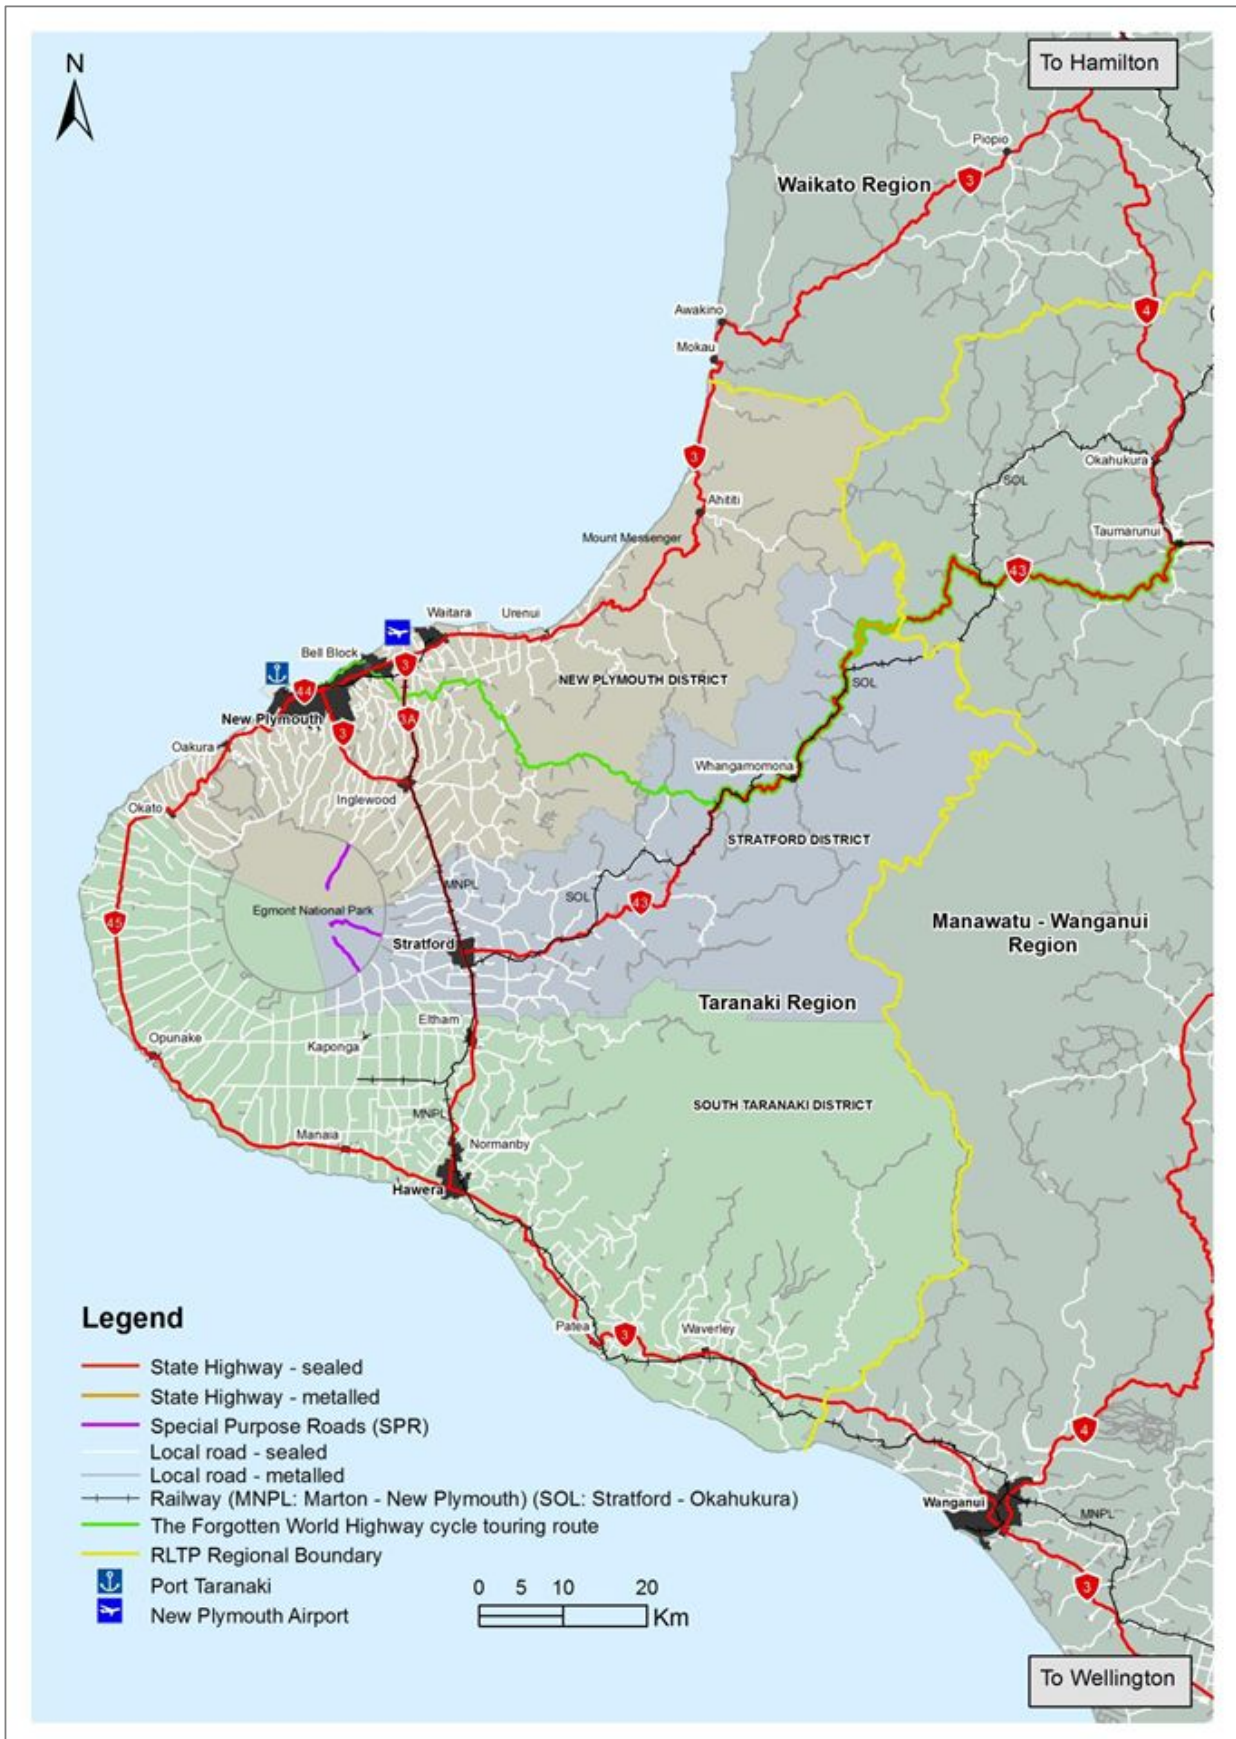 N
To Hamilton
Piopio
3
Waikato Region
Awakino
4
Mokau
3
Okahukura
SOL
Ahititi
Taumarunui
Mount Messenger
43
Waitara
Urenui
Bell Block
3
NEW PLYMOUTH DISTRICT
SOL
44
New Plymouth
3A
3
Oakura
Whangamomona
Inglewood
Okato
STRATFORD DISTRICT
MNPL
SOL
43
Egmont National Park
45
Manawatu - Wanganui
Region
Stratford
Taranaki Region
Eltham
Opunake
Kaponga
MNPL
SOUTH TARANAKI DISTRICT
Manaia
Normanby
Hawera
Legend
Patea
3
Waverley
State Highway - sealed
State Highway - metalled
Special Purpose Roads (SPR)
4
Local road - sealed
Local road - metalled
Railway (MNPL: Marton - New Plymouth) (SOL: Stratford - Okahukura)
Wanganui
MNPL
The Forgotten World Highway cycle touring route
RLTP Regional Boundary
Port Taranaki
0 5 10 20
3
New Plymouth Airport
Km
To Wellington